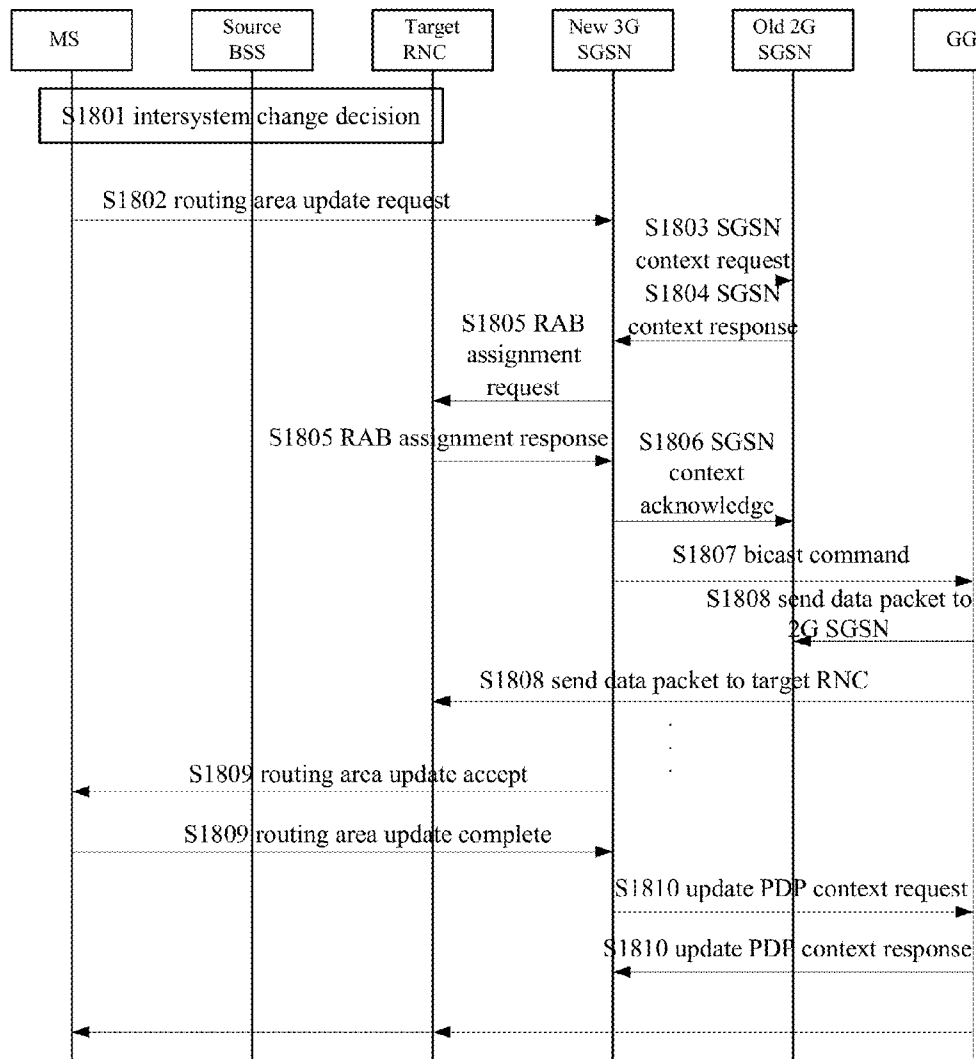 MS
Source
BSS
Target
RNC
New 3G
SGSN
Old 2G
SGSN
GG
S1801 intersystem change decision
S1802 routing area update request
S1803 SGSN
context request
S1804 SGSN
context response
S1805 RAB
assignment
request
S1805 RAB assignment response
S1806 SGSN
context
acknowledge
S1807 bicast command
S1808 send data packet to
2G SGSN
S1808 send data packet to target RNC
S1809 routing area update accept
S1809 routing area update complete
S1810 update PDP context request
S1810 update PDP context response